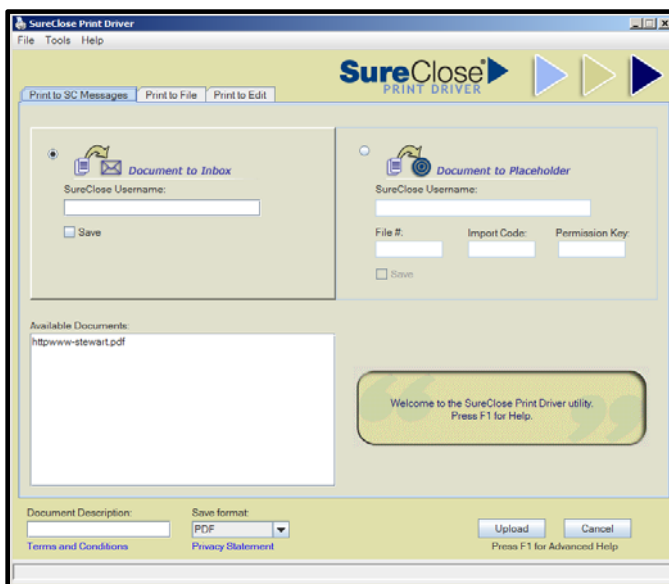 SureClose Print Driver
File Tools Help
SureClose®
PRINT DRIVER
Print to SC Messages Print to File Print to Edit
Document to Inbox
SureClose Username:
Save
Document to Placeholder
SureClose Username:
File #: Import Code: Permission Key:
Save
Available Documents:
httpwww-stewart.pdf
Welcome to the SureClose Print Driver utility.
Press F1 for Help.
Document Description: Save format:
PDF
Upload Cancel
Terms and Conditions Privacy Statement Press F1 for Advanced Help